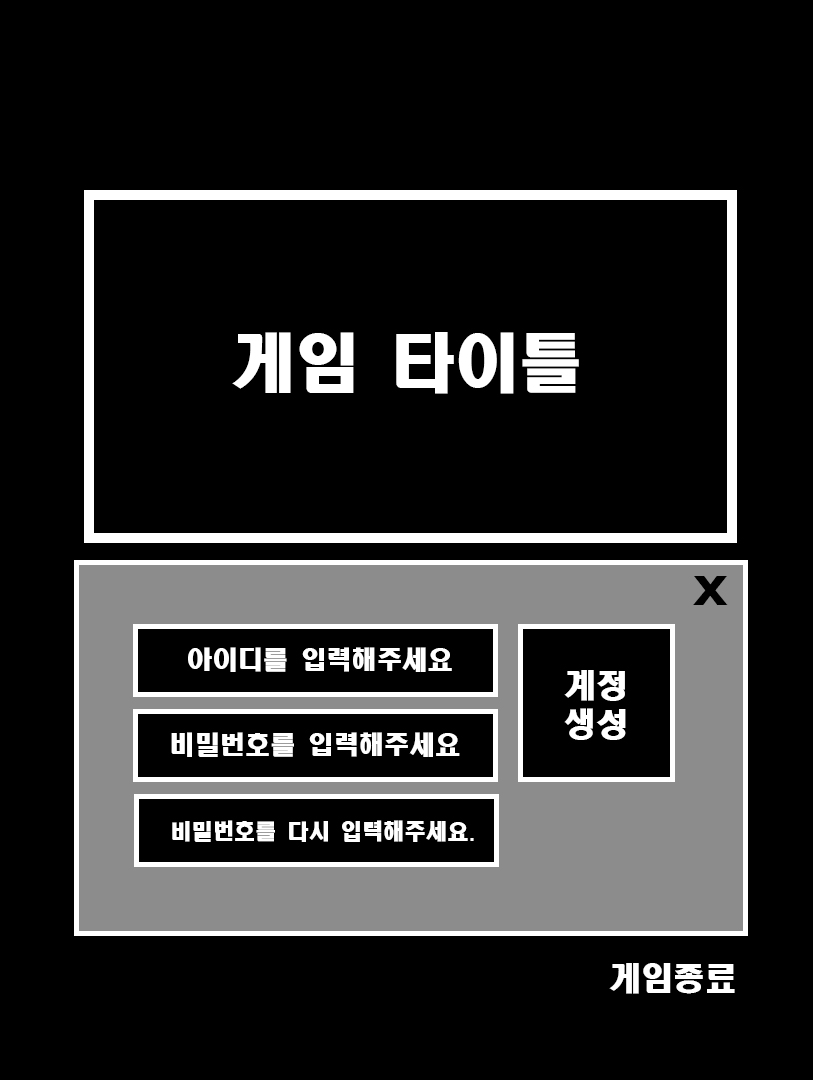 게임 타이틀
X
아이디를 입력해주세요
계정
생성
비밀번호를 입력해주세요
비밀번호를 다시 입력해주세요.
게임종료